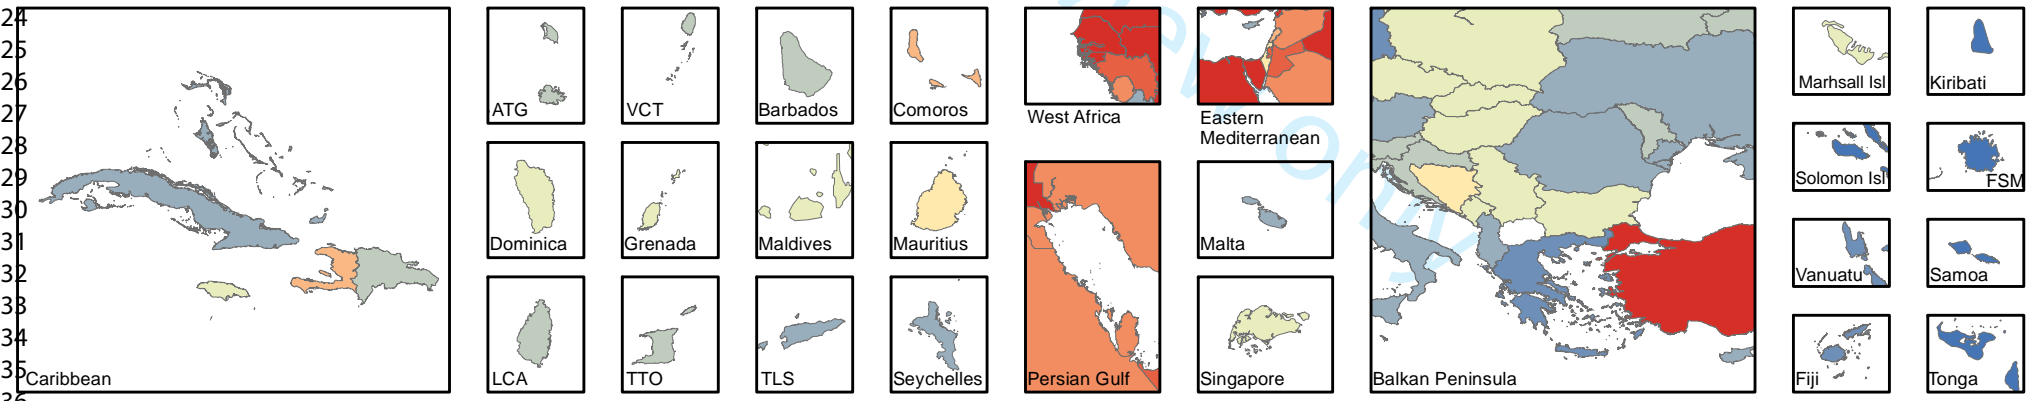 24
25
26
27
28
29
30
31
32
33
34
35
Caribbean
ATG
VCT
Barbados
Comoros
West Africa
Eastern
Mediterranean
Marhsall Isl
Kiribati
Dominica
Grenada
Maldives
Mauritius
Malta
Solomon Isl
FSM
Vanuatu
Samoa
LCA
TTO
TLS
Seychelles
Persian Gulf
Singapore
Balkan Peninsula
Fiji
Tonga
ew only